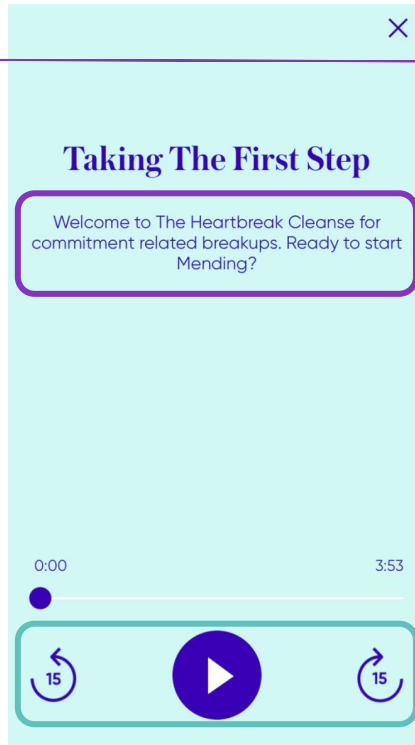 Taking The First Step
Welcome to The Heartbreak Cleanse for
commitment related breakups. Ready to start
Mending?
0:00 3:53
15 15